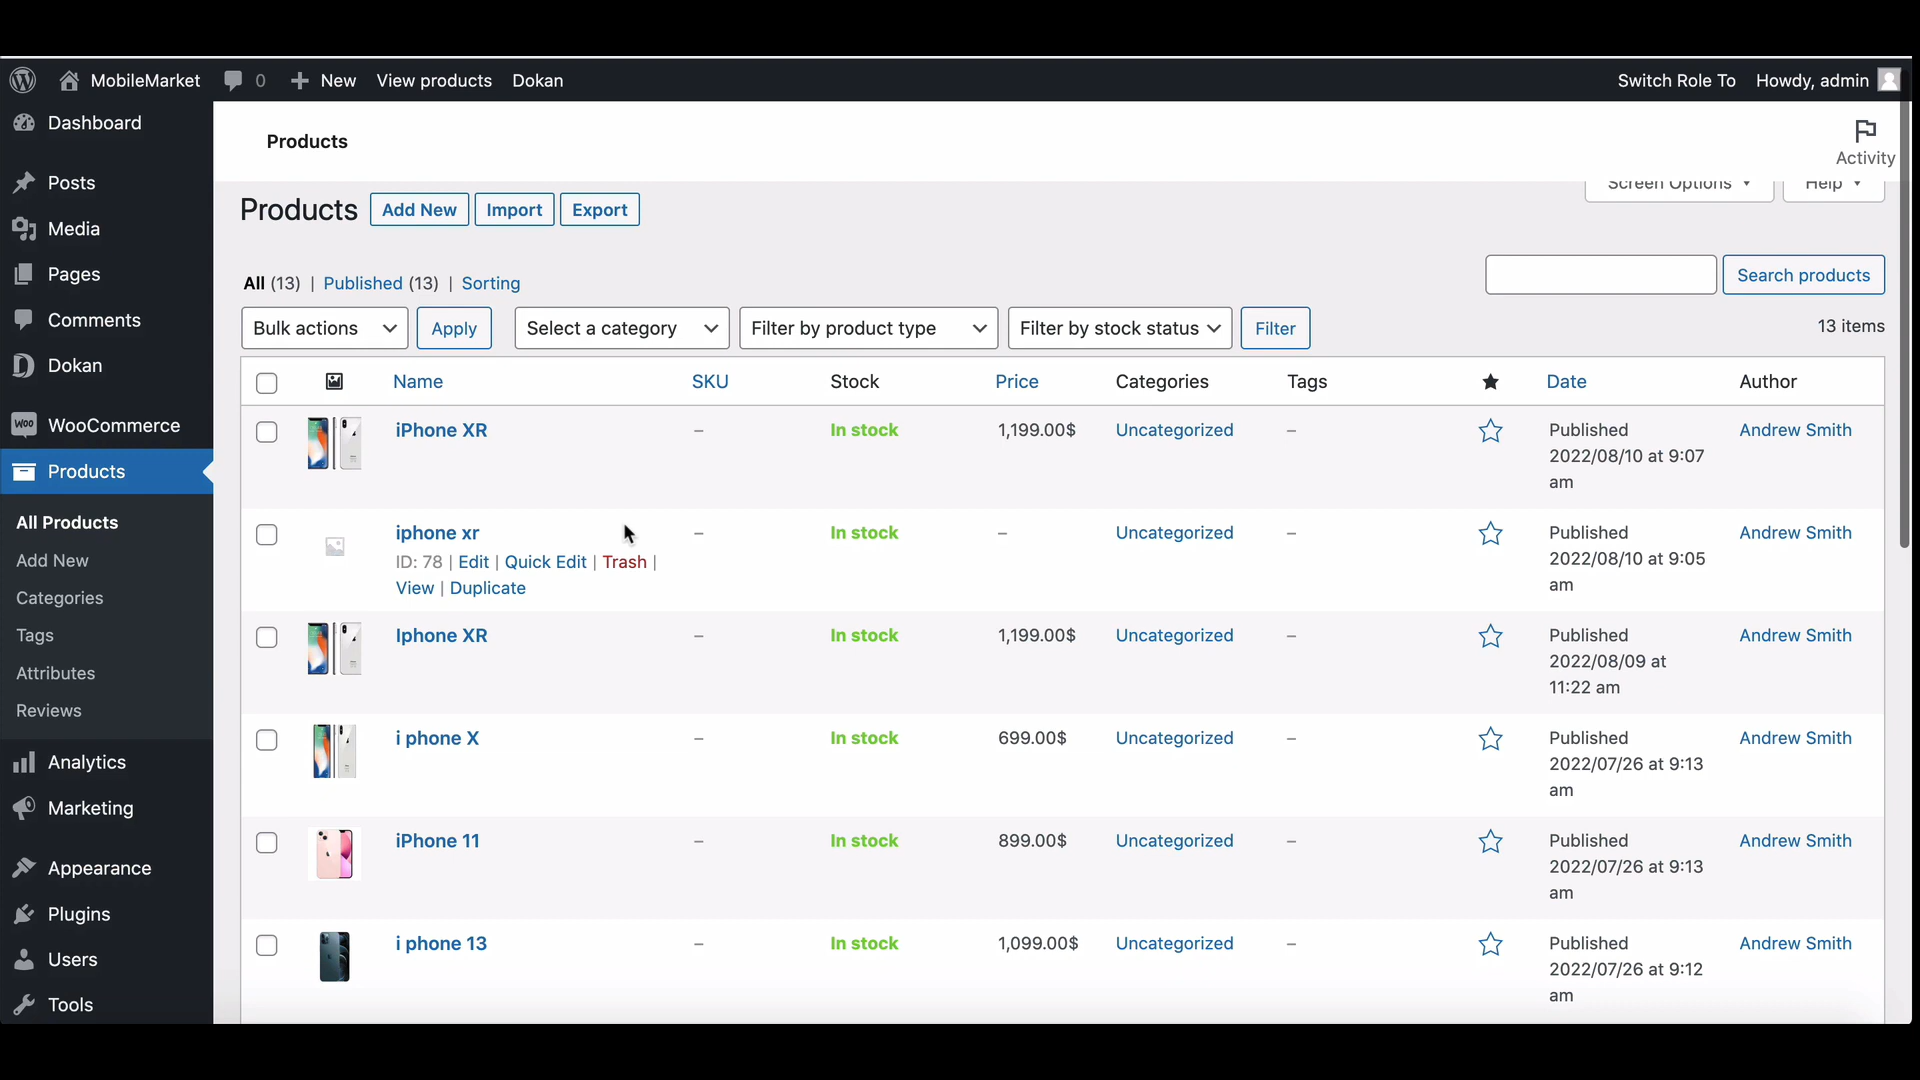 MobileMarket 0 New View products Dokan Switch Role To Howdy, admin
Dashboard
Posts
Media
Pages
Comments
Dokan
WOO WooCommerce
Products
All Products
Add New
Categories
Tags
Attributes
Reviews
Analytics
Marketing
Appearance
Plugins
Users
Tools
Products
Activity
Screen Options Help
Products Add New Import Export
All (13) | Published (13) | Sorting
Search products
Bulk actions Apply Select a category Filter by product type Filter by stock status Filter 13 items
Name SKU Stock Price Categories Tags Date Author
iPhone XR – In stock 1,199.00$ Uncategorized – Published Andrew Smith
2022/08/10 at 9:07
am
iphone xr – In stock – Uncategorized – Published Andrew Smith
ID: 78 | Edit | Quick Edit | Trash | 2022/08/10 at 9:05
View | Duplicate am
Iphone XR – In stock 1,199.00$ Uncategorized – Published Andrew Smith
2022/08/09 at
11:22 am
i phone X – In stock 699.00$ Uncategorized – Published Andrew Smith
2022/07/26 at 9:13
am
iPhone 11 – In stock 899.00$ Uncategorized – Published Andrew Smith
2022/07/26 at 9:13
am
i phone 13 – In stock 1,099.00$ Uncategorized – Published Andrew Smith
2022/07/26 at 9:12
am